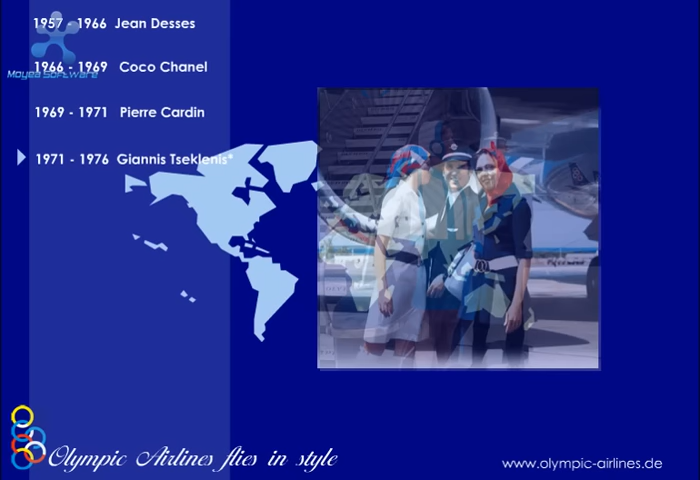 1957 - 1966 Jean Desses
1966 - 1969 Coco Chanel
Moyea Software
1969 - 1971 Pierre Cardin
1971 - 1976 Giannis Tseklenis*
Olympic Airlines flies in style
www.olympic-airlines.de